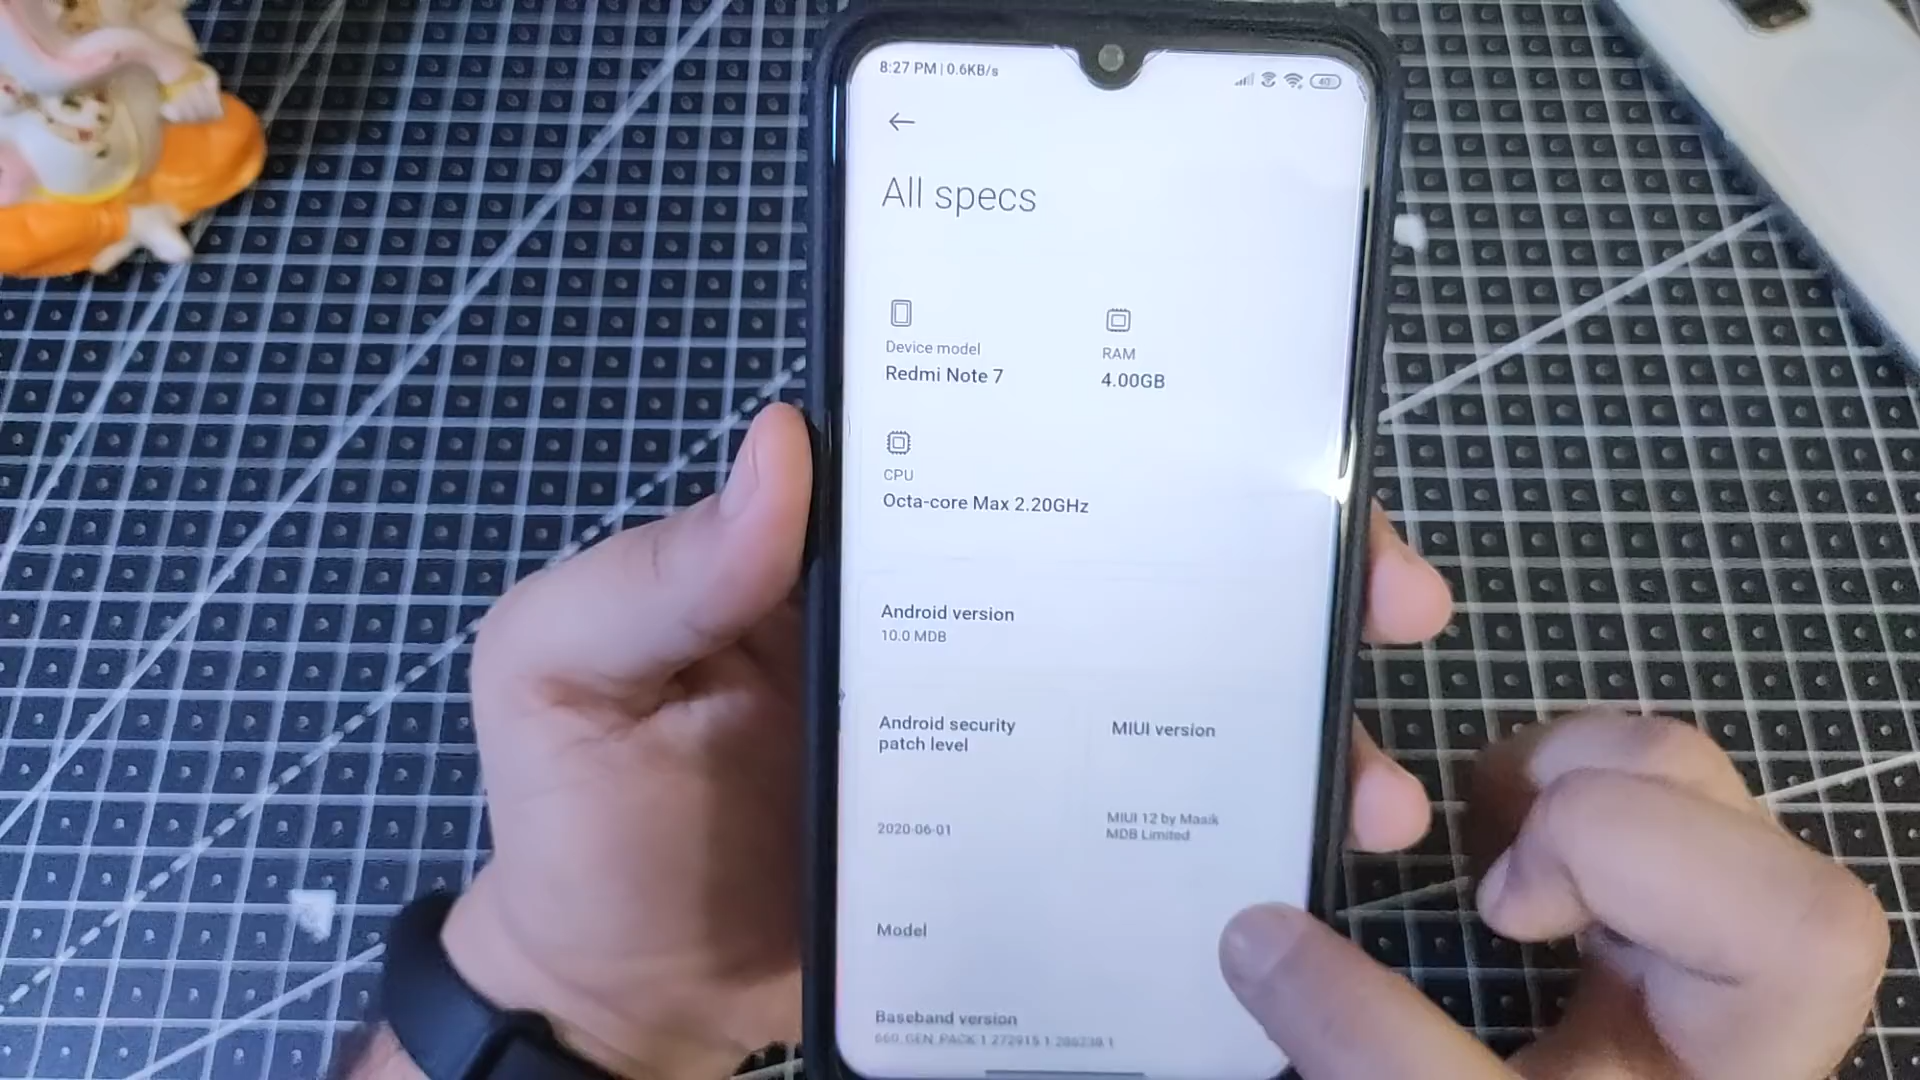 8:27 PM | 0.6KB/s
40
All specs
Device model
Redmi Note 7
RAM
4.00GB
CPU
Octa-core Max 2.20GHz
Android version
10.0 MDB
Android security
patch level
MIUI version
2020-06-01
MIUI 12 by Masik
MDB Limited
Model
Baseband version